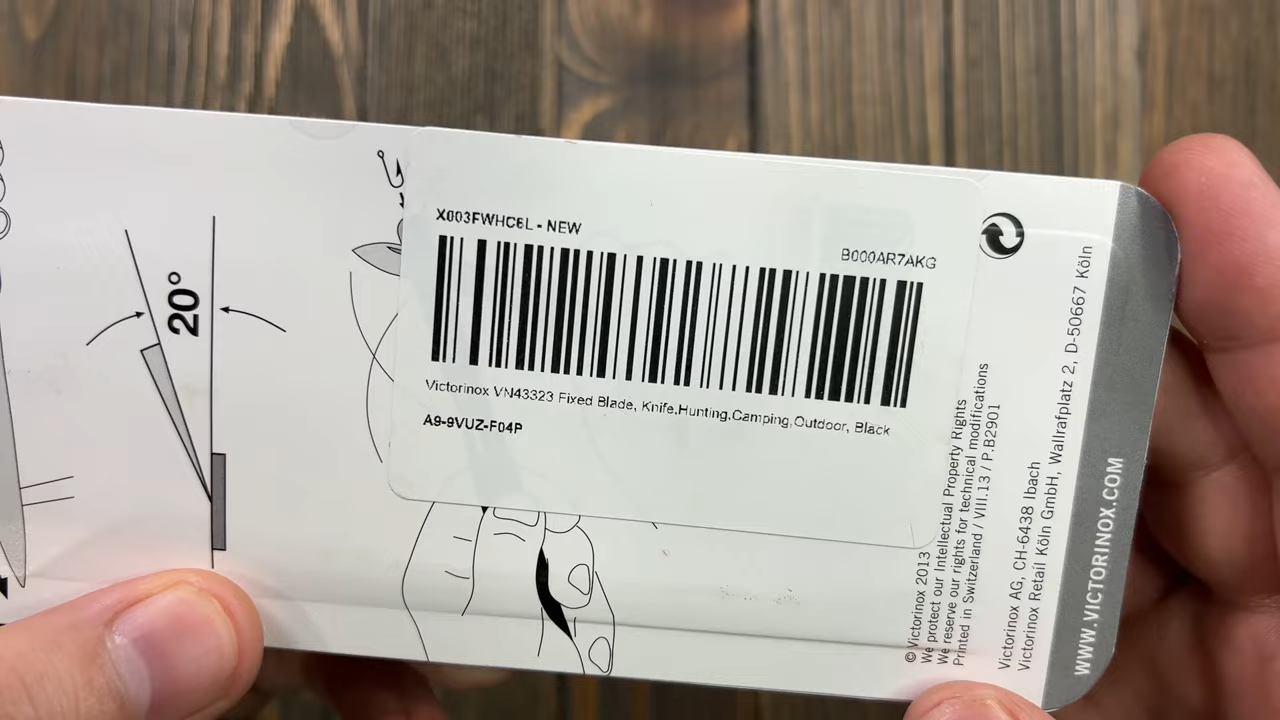 20°
X003FWHC6L - NEW
B000AR7AKG
Victorinox VN43323 Fixed Blade, Knife,Hunting,Camping,Outdoor, Black
A9-9VUZ-F04P
© Victorinox 2013
We protect our Intellectual Property Rights
We reserve our rights for technical modifications
Printed in Switzerland / VIII.13 / P.B2901
Victorinox AG, CH-6438 Ibach
Victorinox Retail Köln GmbH, Wallrafplatz 2, D-50667 Köln
WWW.VICTORINOX.COM